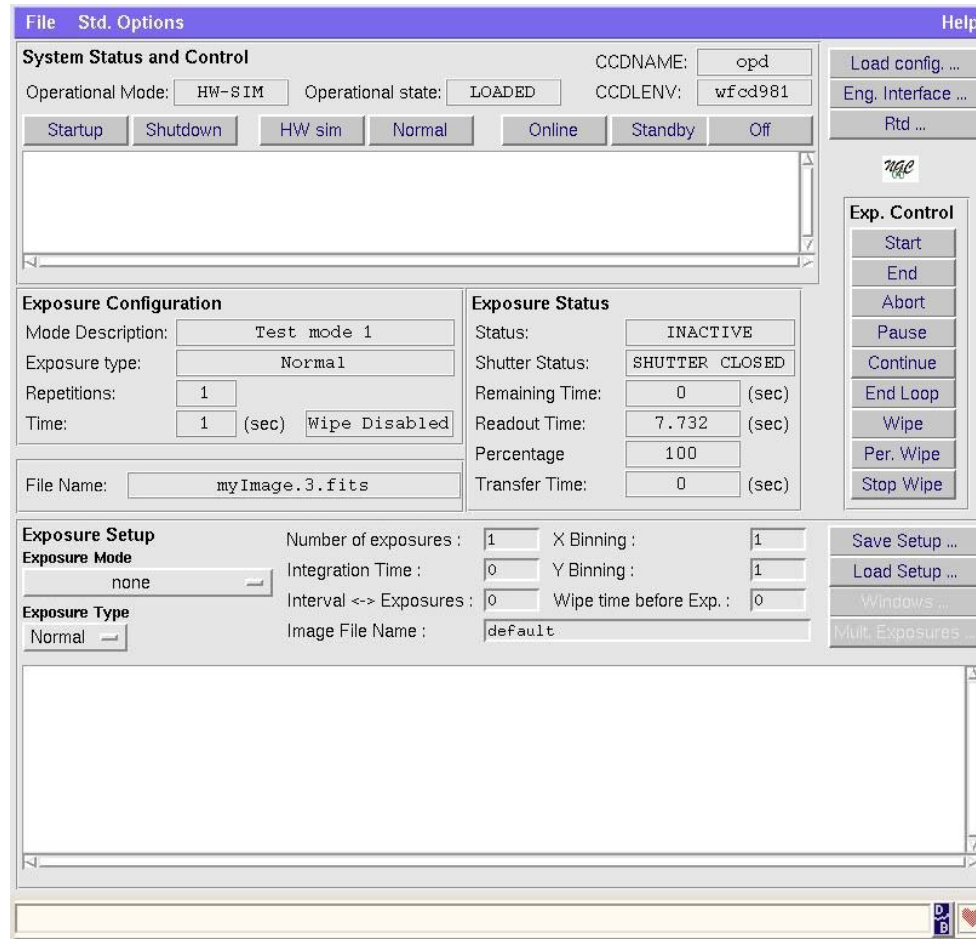 File Std. Options Help
System Status and Control
CCDNAME: opd
Operational Mode: HW-SIM Operational state: LOADED CCDLENV: wfcd981
Startup Shutdown HW sim Normal Online Standby Off
Load config. ...
Eng. Interface ...
Rtd ...
NGC
Exp. Control
Start
End
Abort
Pause
Continue
End Loop
Wipe
Per. Wipe
Stop Wipe
Exposure Configuration
Mode Description: Test mode 1
Exposure type: Normal
Repetitions: 1
Time: 1 (sec) Wipe Disabled
File Name: myImage.3.fits
Exposure Status
Status: INACTIVE
Shutter Status: SHUTTER CLOSED
Remaining Time: 0 (sec)
Readout Time: 7.732 (sec)
Percentage 100
Transfer Time: 0 (sec)
Exposure Setup
Exposure Mode
none
Exposure Type
Normal
Number of exposures : 1 X Binning : 1
Integration Time : 0 Y Binning : 1
Interval <-> Exposures : 0 Wipe time before Exp. : 0
Image File Name : default
Save Setup ...
Load Setup ...
Windows ...
Mult. Exposures ...
D
B